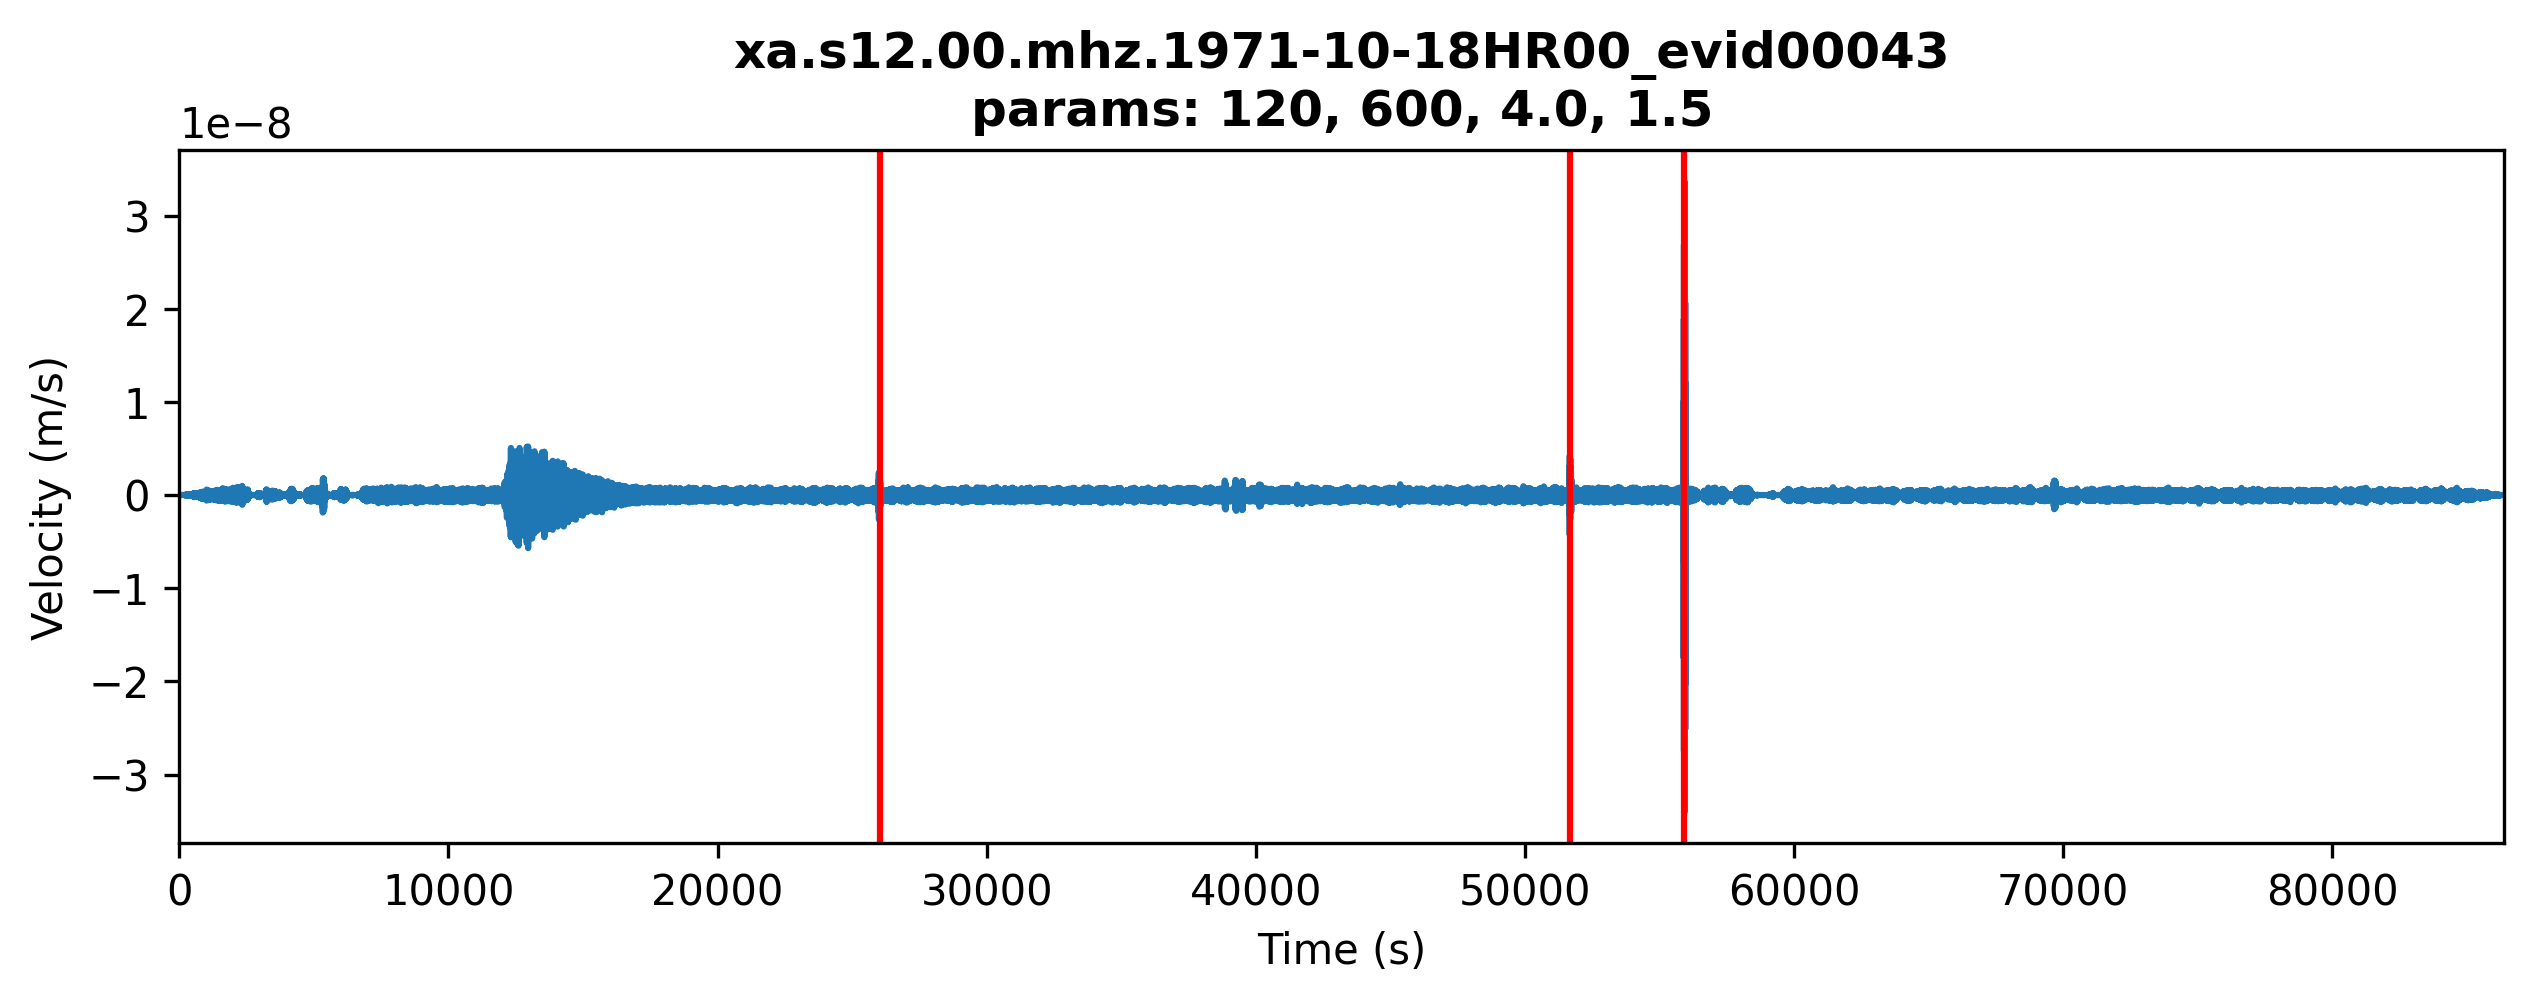 xa.s12.00.mhz.1971-10-18HR00_evid00043
params: 120, 600, 4.0, 1.5
1e−8
3
2
1
0
−1
−2
−3
Velocity (m/s)
0 10000 20000 30000 40000 50000 60000 70000 80000
Time (s)